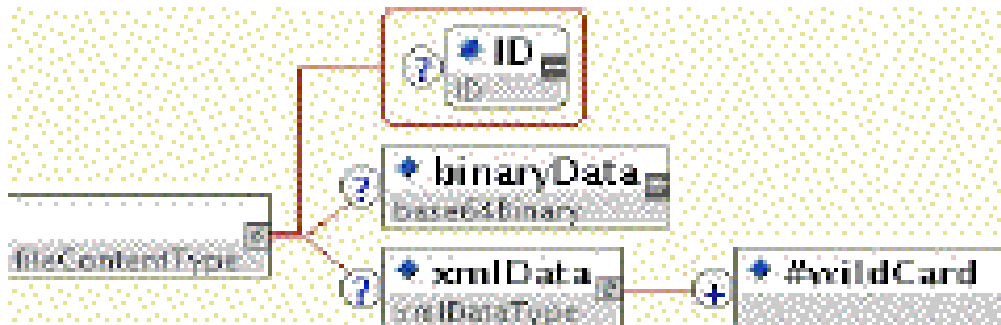 ? ID
ID
? binaryData
base64Binary
fileContentType
? xmlData
+ #wildCard
xmlDataType